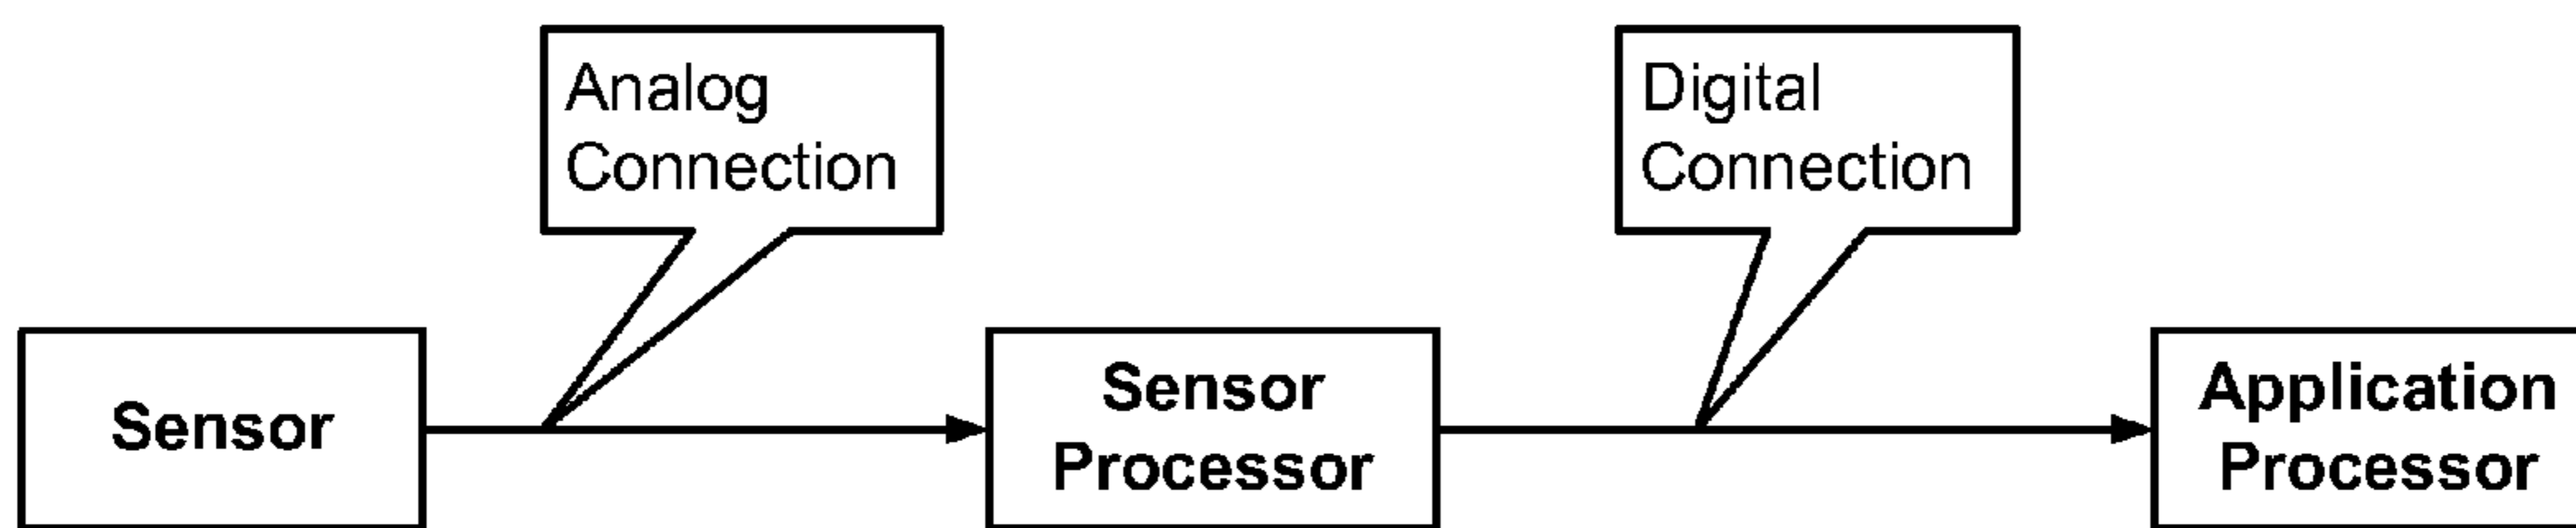 Analog
Connection
Digital
Connection
Sensor
Sensor
Processor
Application
Processor